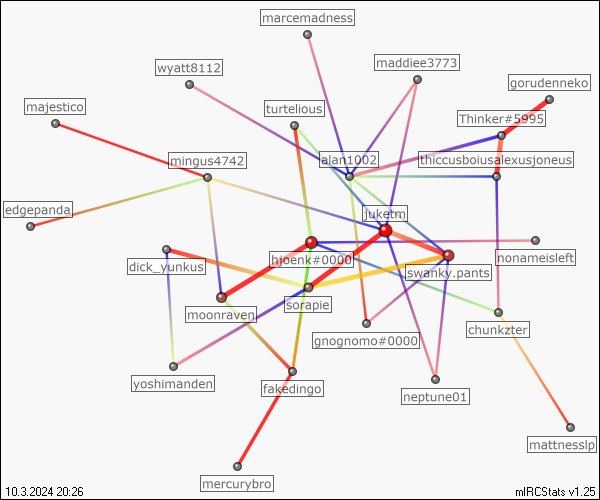 marcemadness
wyatt8112
maddiee3773
gorudenneko
majestico
turtelious
Thinker#5995
mingus4742
alan1002
thiccusboiusalexusjoneus
edgepanda
juketm
dick_yunkus
hjoenk#0000
swanky.pants
nonameisleft
moonraven
sorapie
gnognomo#0000
chunkzter
yoshimanden
fakedingo
neptune01
mattnesslp
mercurybro
10.3.2024 20:26
mIRCStats v1.25